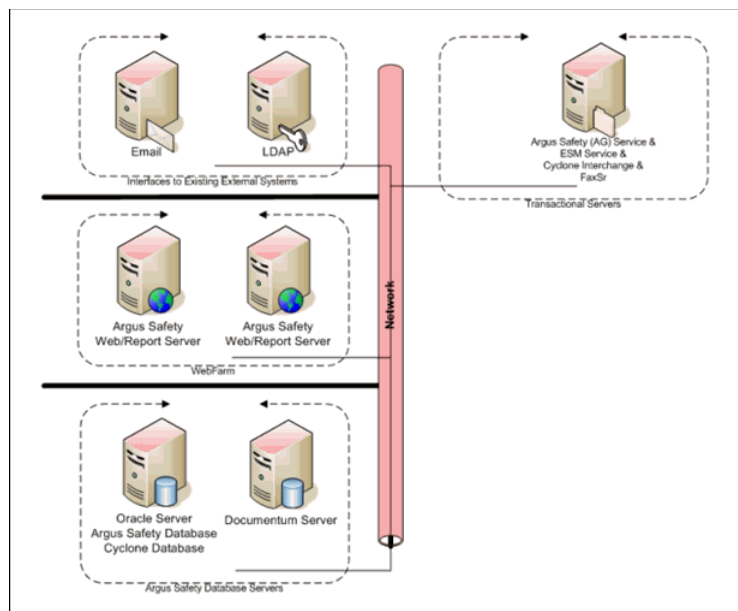 Email
LDAP
Interfaces to Existing External Systems
Argus Safety (AG) Service &
ESM Service &
Cyclone Interchange &
FaxSr
Transactional Servers
Network
Argus Safety
Web/Report Server
Argus Safety
Web/Report Server
WebFarm
Oracle Server
Argus Safety Database
Cyclone Database
Documentum Server
Argus Safety Database Servers